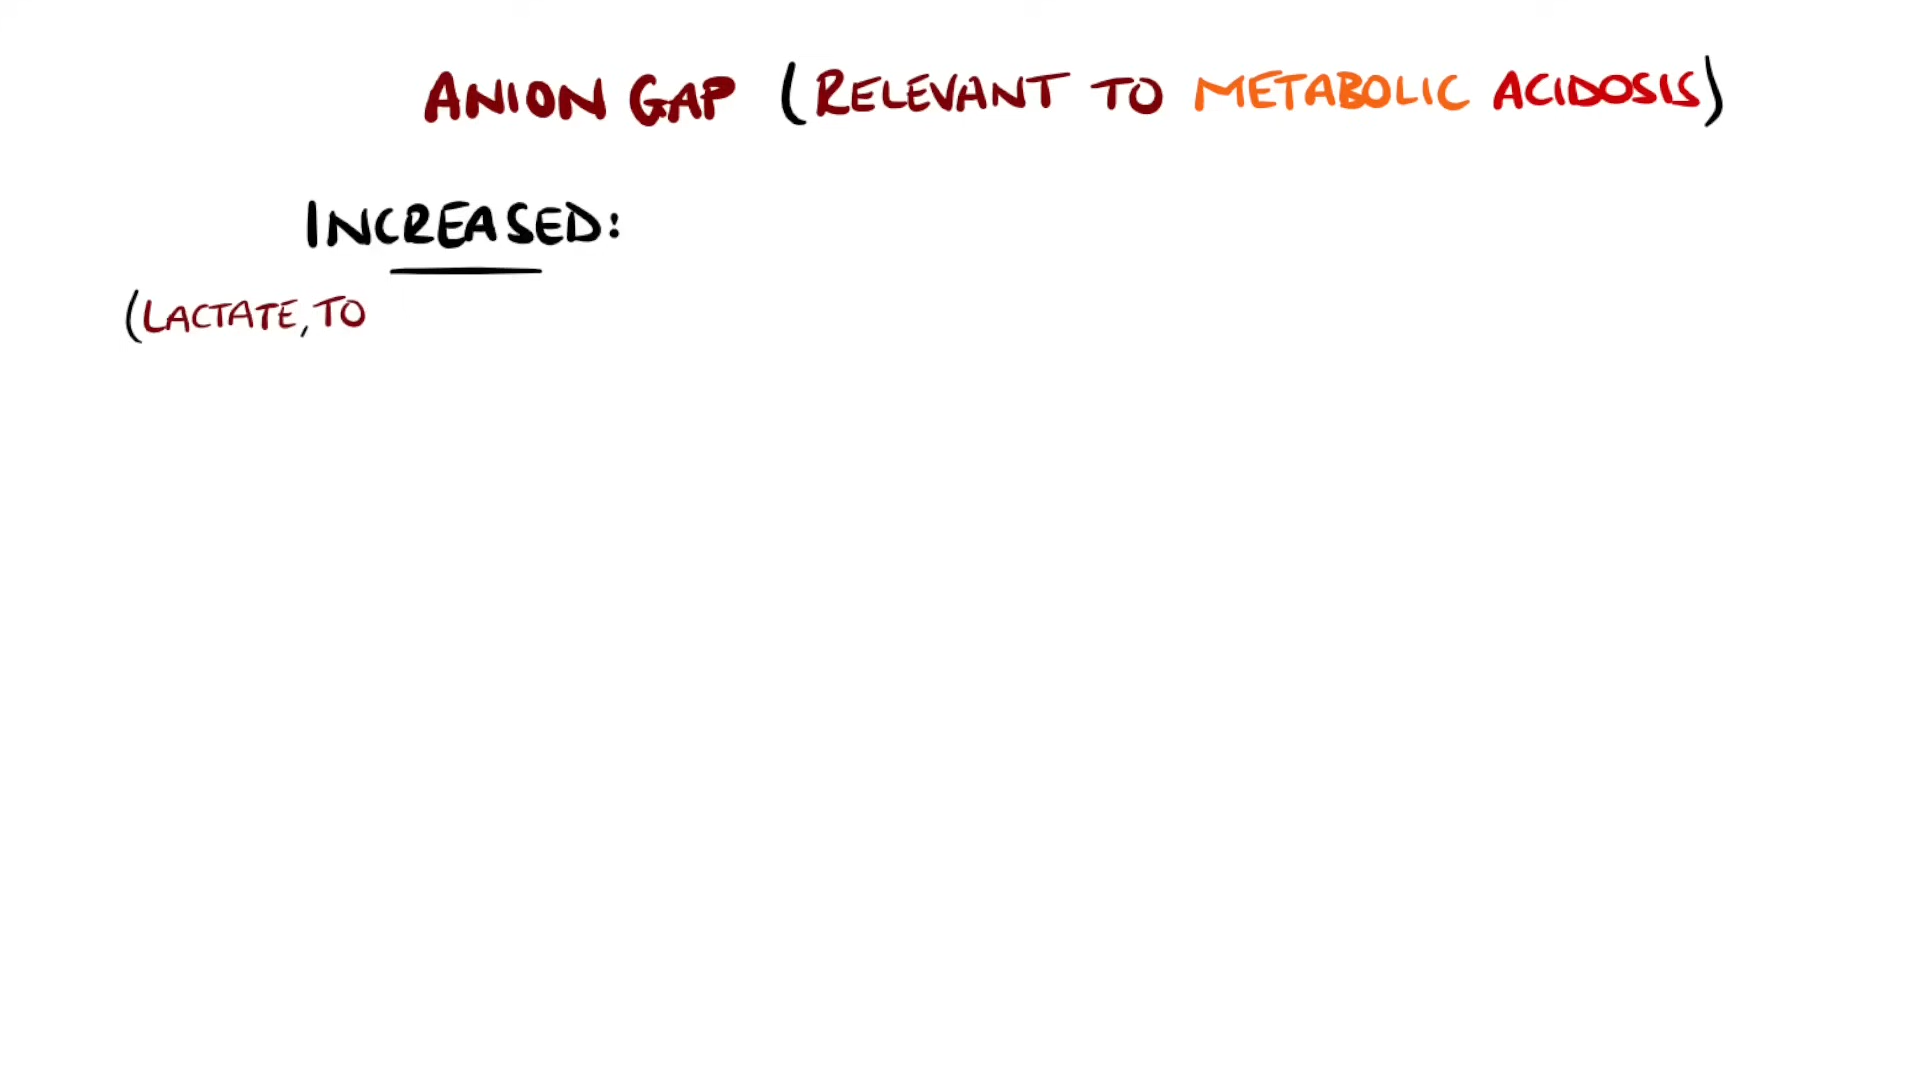 ANION GAP (RELEVANT TO METABOLIC ACIDOSIS)
INCREASED:
(LACTATE, TO